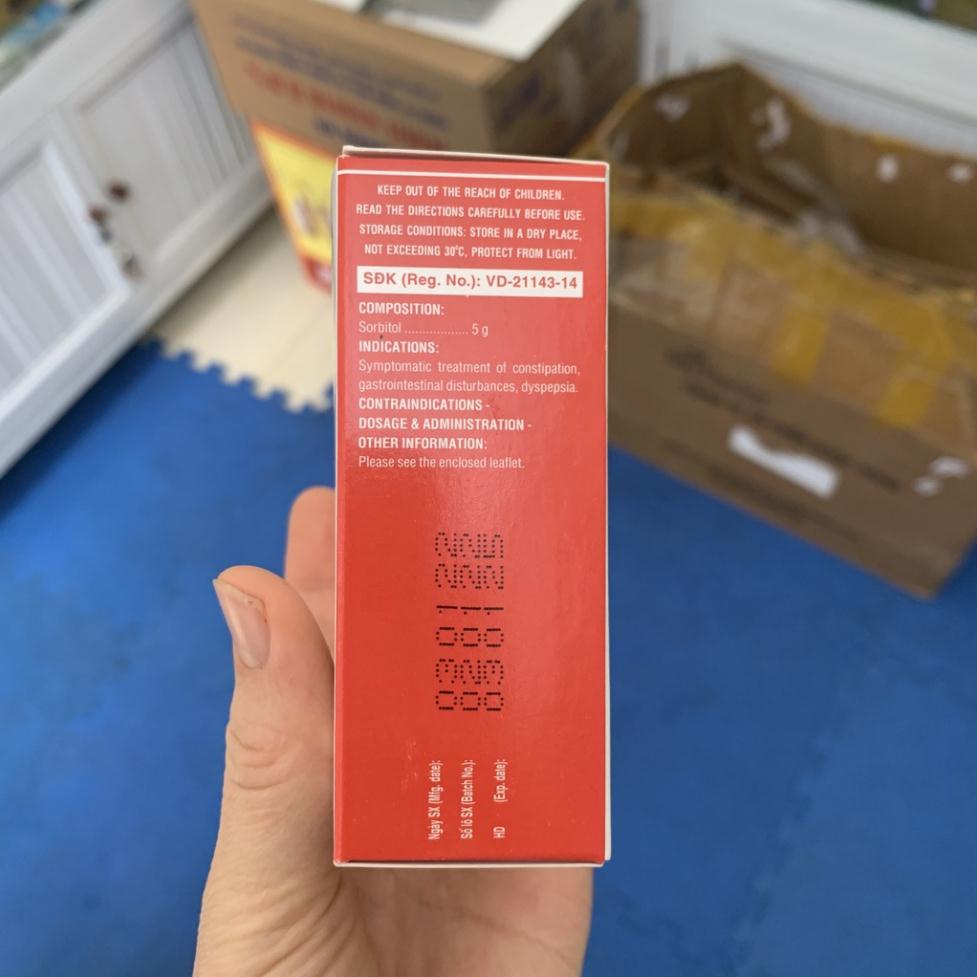 KEEP OUT OF THE REACH OF CHILDREN.
READ THE DIRECTIONS CAREFULLY BEFORE USE.
STORAGE CONDITIONS: STORE IN A DRY PLACE,
NOT EXCEEDING 30°C, PROTECT FROM LIGHT.
SĐK (Reg. No.): VD-21143-14
COMPOSITION:
Sorbitol .................. 5 g
INDICATIONS:
Symptomatic treatment of constipation,
gastrointestinal disturbances, dyspepsia.
CONTRAINDICATIONS -
DOSAGE & ADMINISTRATION -
OTHER INFORMATION:
Please see the enclosed leaflet.
Ngày SX (Mfg. date): 030122
Số lô SX (Batch No.): 020122
HD (Exp. date): 030125